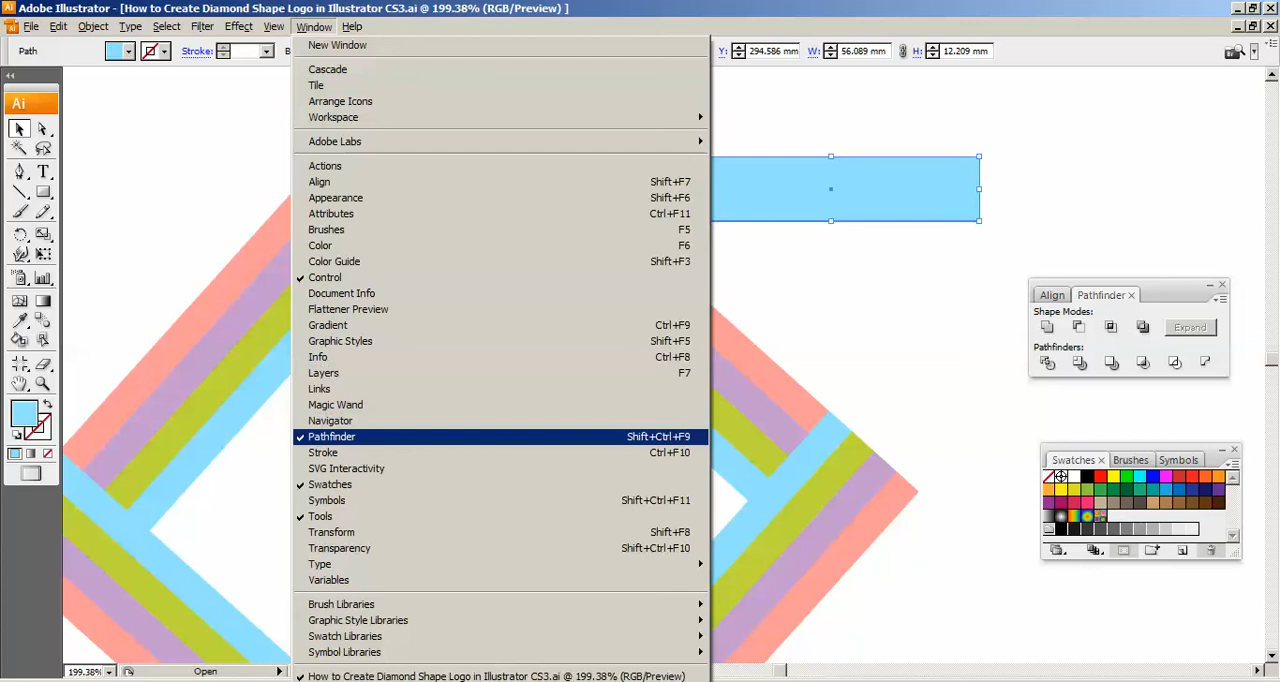 Adobe Illustrator - [How to Create Diamond Shape Logo in Illustrator CS3.ai @ 199.38% (RGB/Preview) ]
File Edit Object Type Select Filter Effect View Window Help
Path Stroke: Y: 294.586 mm W: 56.089 mm H: 12.209 mm
Ai
New Window
Cascade
Tile
Arrange Icons
Workspace
Adobe Labs
Actions
Align Shift+F7
Appearance Shift+F6
Attributes Ctrl+F11
Brushes F5
Color F6
Color Guide Shift+F3
Control
Document Info
Flattener Preview
Gradient Ctrl+F9
Graphic Styles Shift+F5
Info Ctrl+F8
Layers F7
Links
Magic Wand
Navigator
Pathfinder Shift+Ctrl+F9
Stroke Ctrl+F10
SVG Interactivity
Swatches
Symbols Shift+Ctrl+F11
Tools
Transform Shift+F8
Transparency Shift+Ctrl+F10
Type
Variables
Brush Libraries
Graphic Style Libraries
Swatch Libraries
Symbol Libraries
How to Create Diamond Shape Logo in Illustrator CS3.ai @ 199.38% (RGB/Preview)
Align Pathfinder
Shape Modes:
Expand
Pathfinders:
Swatches Brushes Symbols
199.38% Open